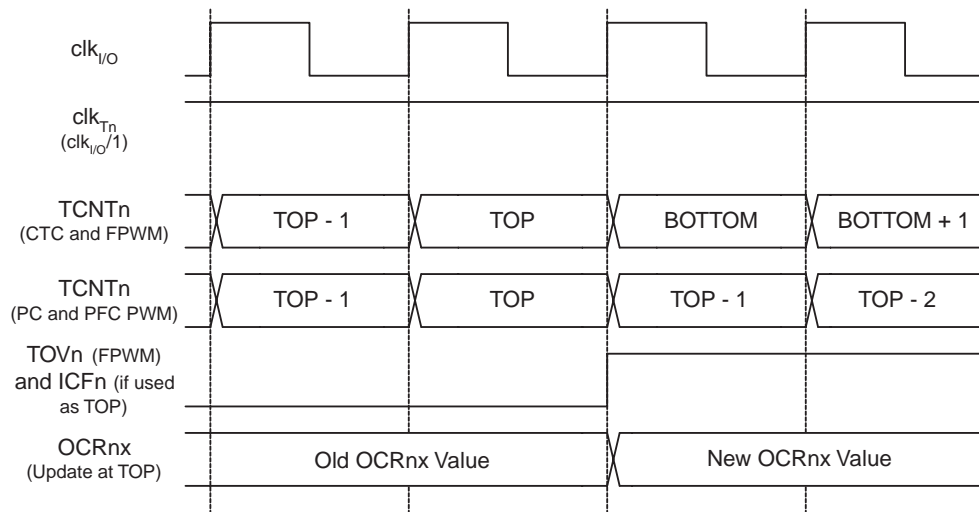 clkI/O
clkTn
(clkI/O/1)
TCNTn
(CTC and FPWM)
TOP - 1
TOP
BOTTOM
BOTTOM + 1
TCNTn
(PC and PFC PWM)
TOP - 1
TOP
TOP - 1
TOP - 2
TOVn (FPWM)
and ICFn (if used
as TOP)
OCRnx
(Update at TOP)
Old OCRnx Value
New OCRnx Value